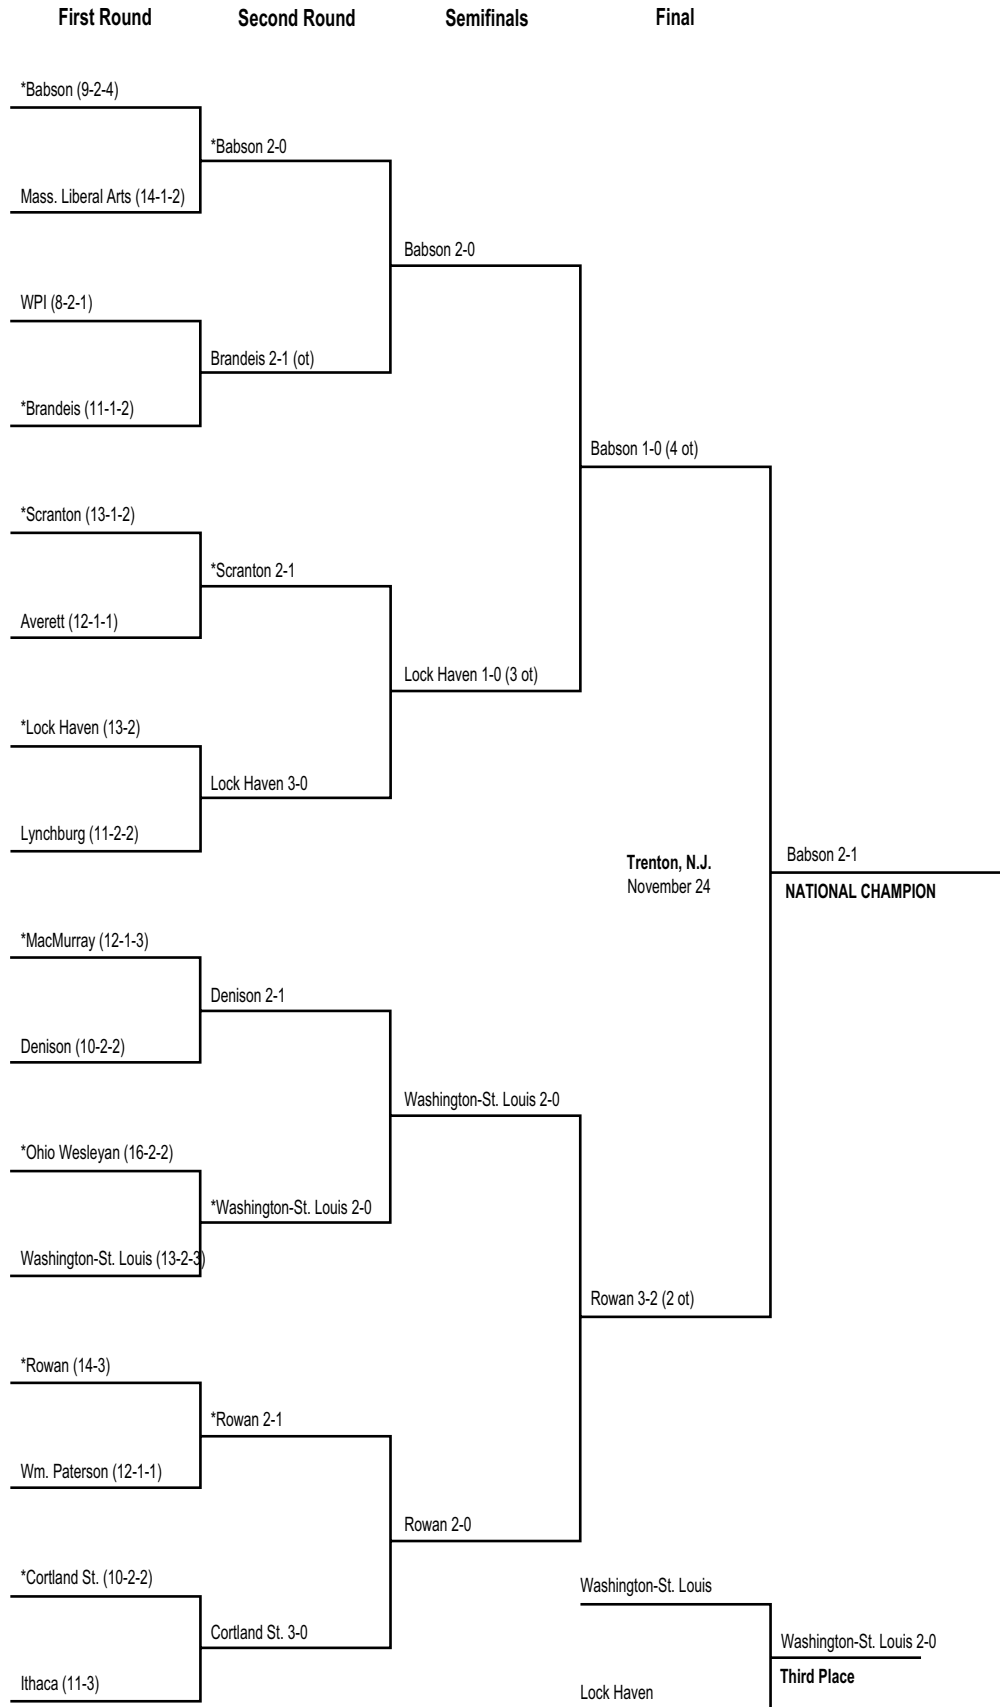 First Round
Second Round
Semifinals
Final
*Babson (9-2-4)
*Babson 2-0
Mass. Liberal Arts (14-1-2)
Babson 2-0
WPI (8-2-1)
Brandeis 2-1 (ot)
*Brandeis (11-1-2)
Babson 1-0 (4 ot)
*Scranton (13-1-2)
*Scranton 2-1
Averett (12-1-1)
Lock Haven 1-0 (3 ot)
*Lock Haven (13-2)
Lock Haven 3-0
Lynchburg (11-2-2)
Trenton, N.J.
November 24
Babson 2-1
NATIONAL CHAMPION
*MacMurray (12-1-3)
Denison 2-1
Denison (10-2-2)
Washington-St. Louis 2-0
*Ohio Wesleyan (16-2-2)
*Washington-St. Louis 2-0
Washington-St. Louis (13-2-3)
Rowan 3-2 (2 ot)
*Rowan (14-3)
*Rowan 2-1
Wm. Paterson (12-1-1)
Rowan 2-0
*Cortland St. (10-2-2)
Cortland St. 3-0
Ithaca (11-3)
Washington-St. Louis
Washington-St. Louis 2-0
Third Place
Lock Haven